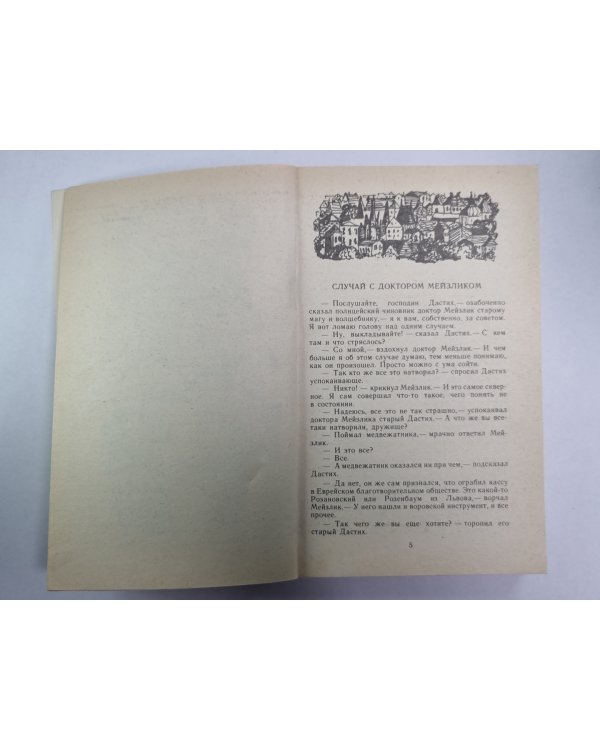 СЛУЧАЙ С ДОКТОРОМ МЕЙЗЛИКОМ
— Послушайте, господин Дастих,— озабоченно
сказал полицейский чиновник доктор Мейзлик старому
магу и волшебнику,— я к вам, собственно, за советом.
Я вот ломаю голову над одним случаем.
— Ну, выкладывайте! — сказал Дастих.— С кем
там и что стряслось?
— Со мной,— вздохнул доктор Мейзлик.— И чем
больше я об этом случае думаю, тем меньше понимаю,
как он произошел. Просто можно с ума сойти.
— Так кто же все это натворил? — спросил Дастих
успокаивающе.
— Никто! — крикнул Мейзлик.— И это самое сквер-
ное. Я сам совершил что-то такое, чего понять не
в состоянии.
— Надеюсь, все это не так страшно,— успокаивал
доктора Мейзлика старый Дастих.— А что же вы все-
таки натворили, дружище?
— Поймал медвежатника,— мрачно ответил Мей-
злик.
— И это все?
— Все.
— А медвежатник оказался ни при чем,— подсказал
Дастих.
— Да нет, он же сам признался, что ограбил кассу
в Еврейском благотворительном обществе. Это какой-то
Розановский или Розенбаум из Львова,— ворчал
Мейзлик.— У него нашли и воровской инструмент, и все
прочее.
— Так чего же вы еще хотите? — торопил его
старый Дастих.
5